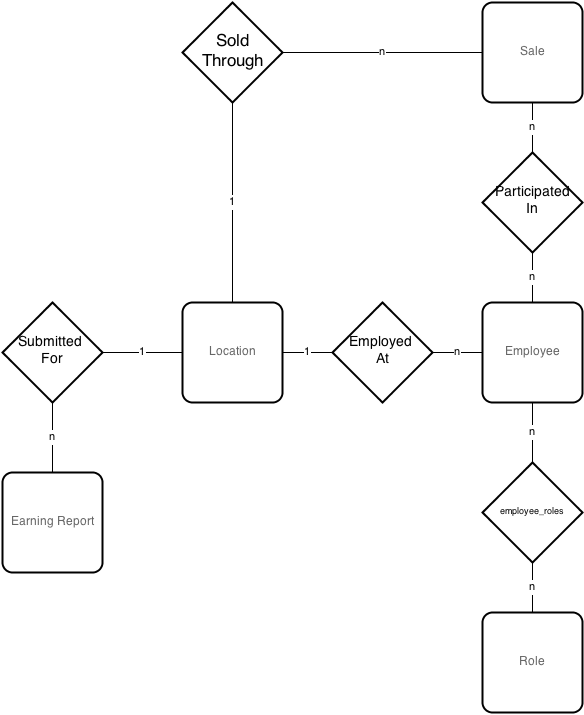 Sold
Through
n
Sale
n
1
Participated
In
n
Submitted
For
1
Location
1
Employed
At
n
Employee
n
n
Earning Report
employee_roles
n
Role